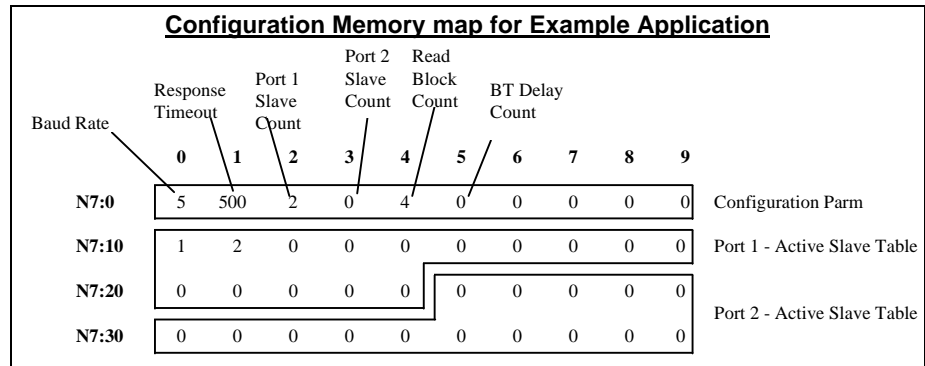 Configuration Memory map for Example Application
Baud Rate
Response
Timeout
Port 1
Slave
Count
Port 2
Slave
Count
Read
Block
Count
BT Delay
Count
0 1 2 3 4 5 6 7 8 9
N7:0 5 500 2 0 4 0 0 0 0 0 Configuration Parm
N7:10 1 2 0 0 0 0 0 0 0 0 Port 1 - Active Slave Table
N7:20 0 0 0 0 0 0 0 0 0 0
Port 2 - Active Slave Table
N7:30 0 0 0 0 0 0 0 0 0 0